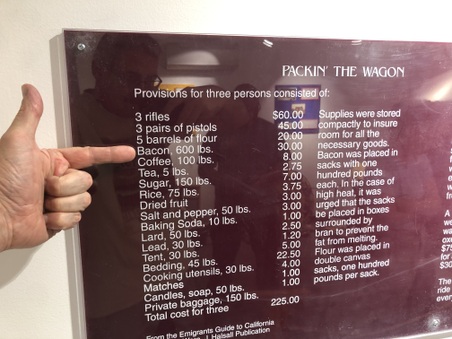 PACKIN' THE WAGON
Provisions for three persons consisted of:
3 rifles $60.00
3 pairs of pistols 45.00
5 barrels of flour 20.00
Bacon, 600 lbs. 30.00
Coffee, 100 lbs. 8.00
Tea, 5 lbs. 2.75
Sugar, 150 lbs. 7.00
Rice, 75 lbs. 3.75
Dried fruit 3.00
Salt and pepper, 50 lbs. 3.00
Baking Soda, 10 lbs. 1.00
Lard, 50 lbs. 2.50
Lead, 30 lbs. 1.20
Tent, 30 lbs. 5.00
Bedding, 45 lbs. 22.50
Cooking utensils, 30 lbs. 4.00
Matches 1.00
Candles, soap, 50 lbs. 1.00
Private baggage, 150 lbs.
Total cost for three 225.00
From the Emigrants Guide to California
J Halsall Publication
Supplies were stored
compactly to insure
room for all the
necessary goods.
Bacon was placed in
sacks with one
hundred pounds
each. In the case of
high heat, it was
urged that the sacks
be placed in boxes
surrounded by
bran to prevent the
fat from melting.
Flour was placed in
double canvas
sacks, one hundred
pounds per sack.